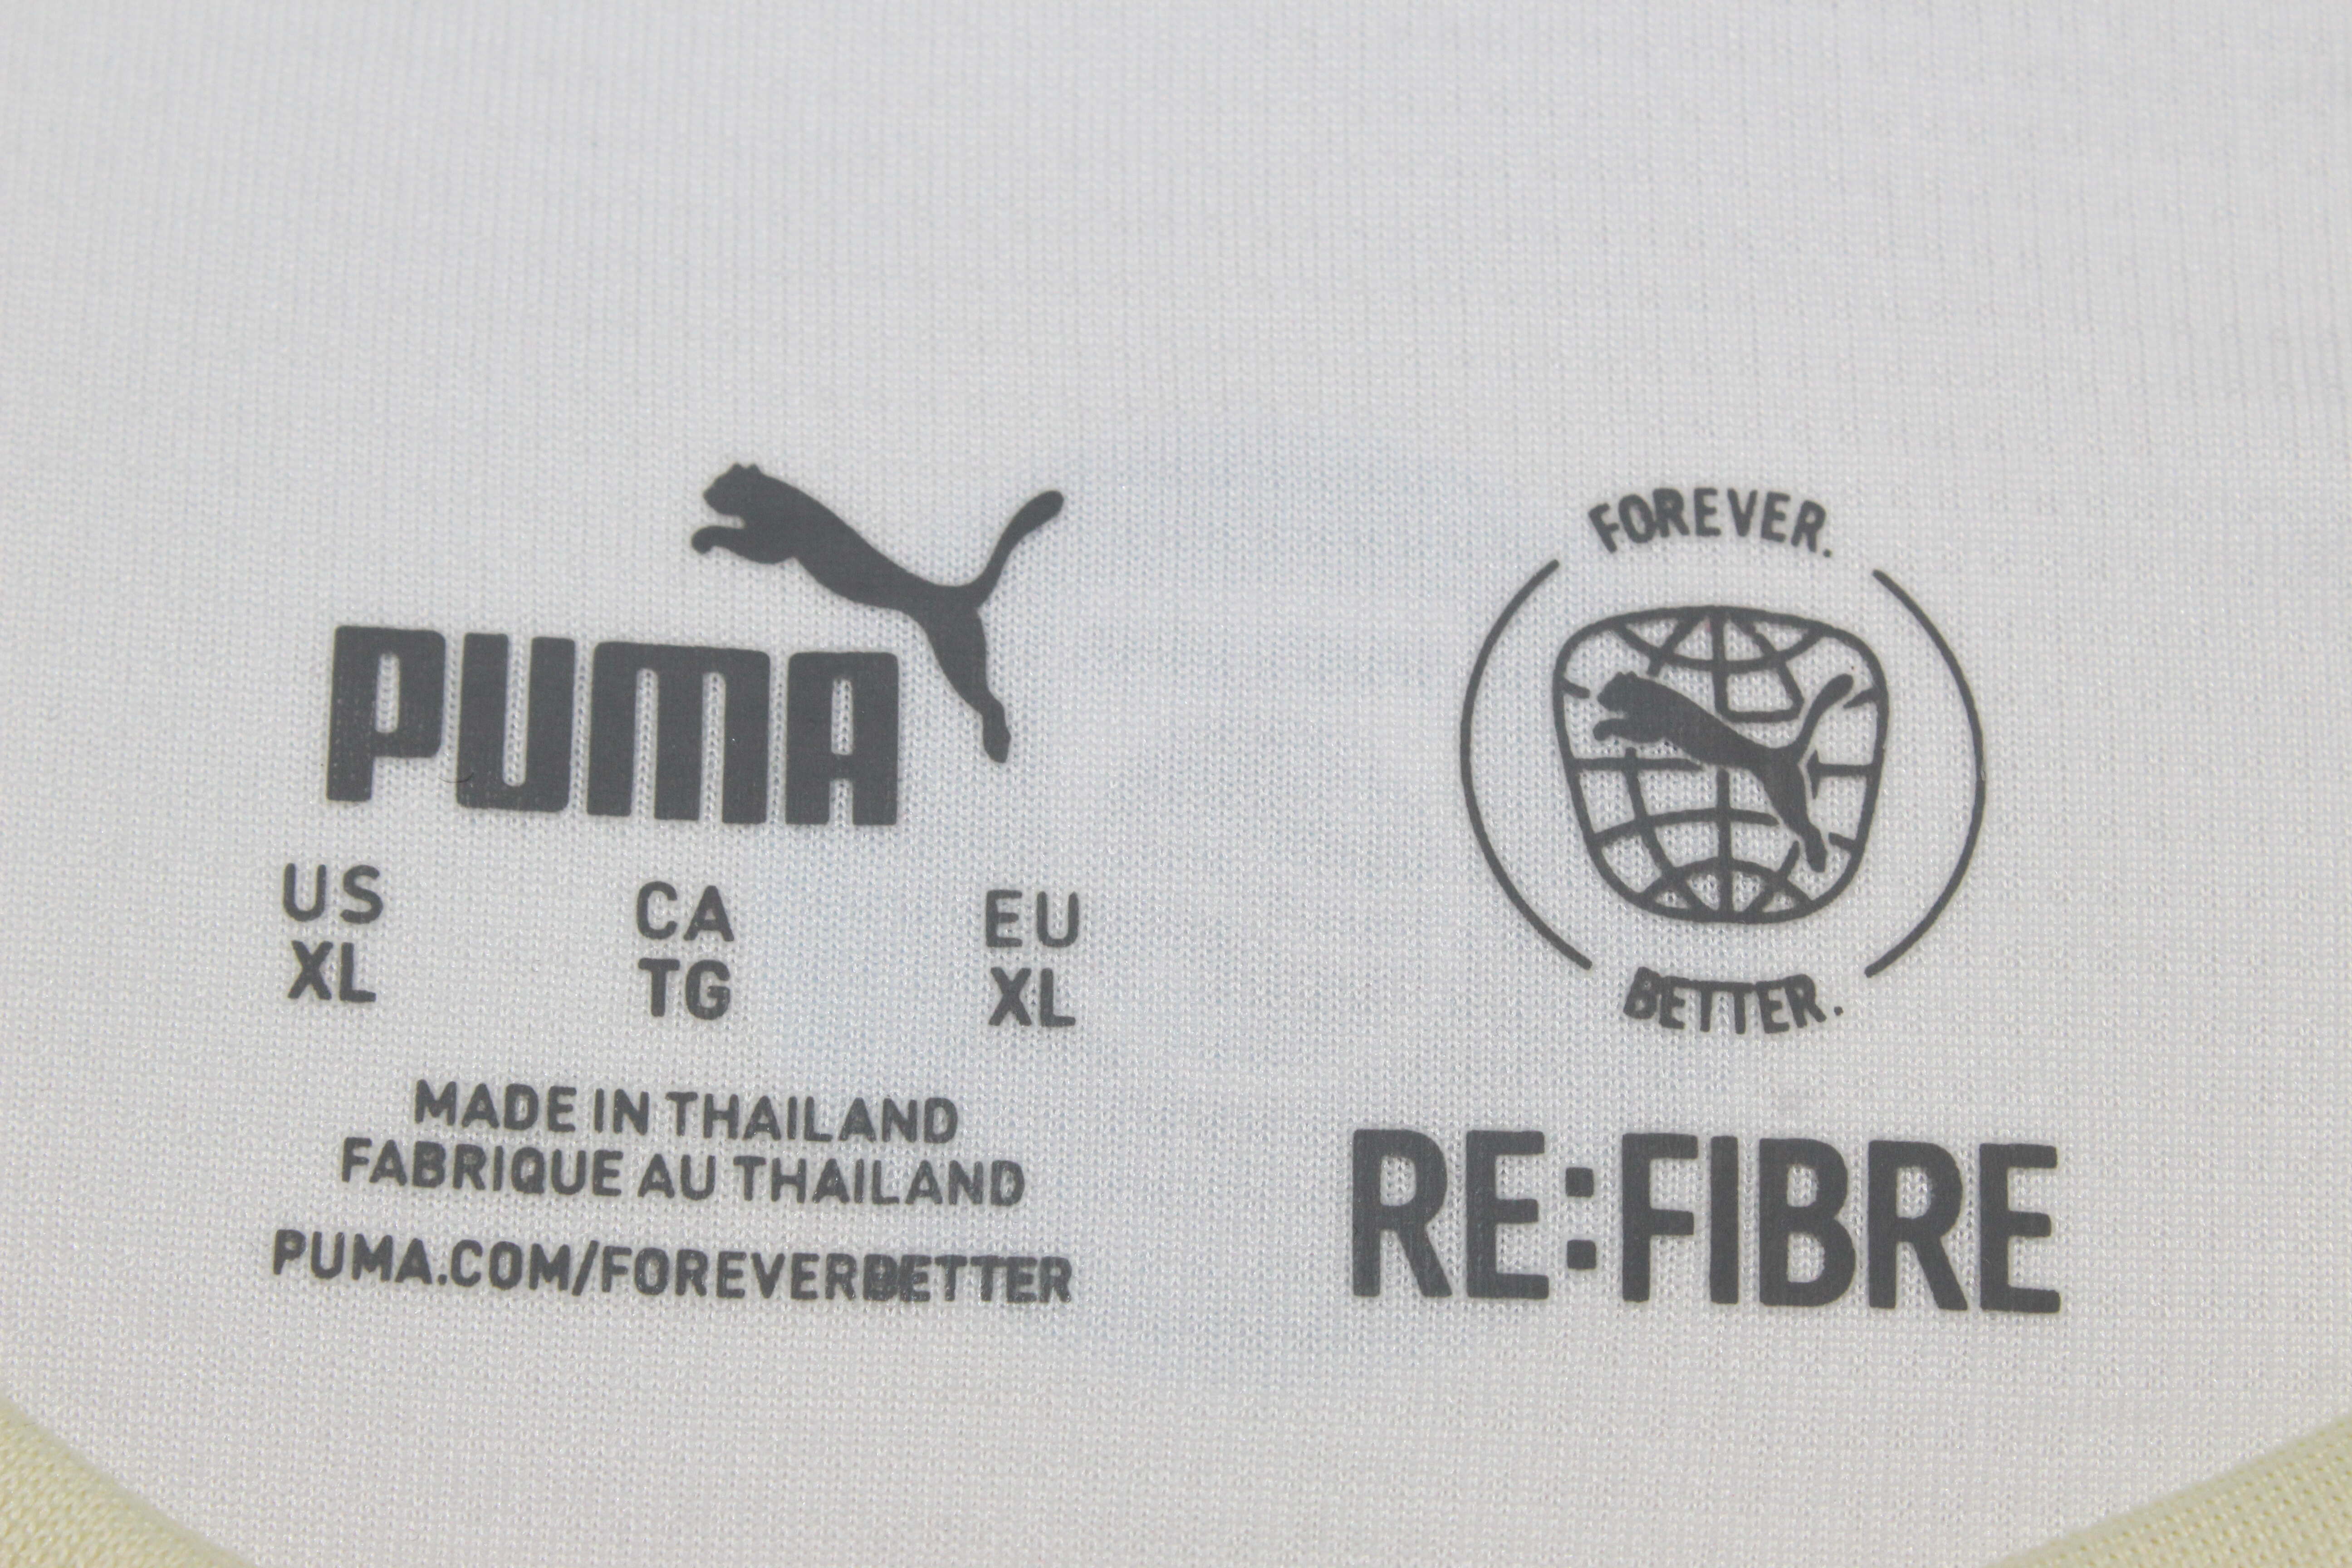 PUMA
US CA EU
XL TG XL
MADE IN THAILAND
FABRIQUE AU THAILAND
PUMA.COM/FOREVERBETTER
FOREVER.
BETTER.
RE:FIBRE